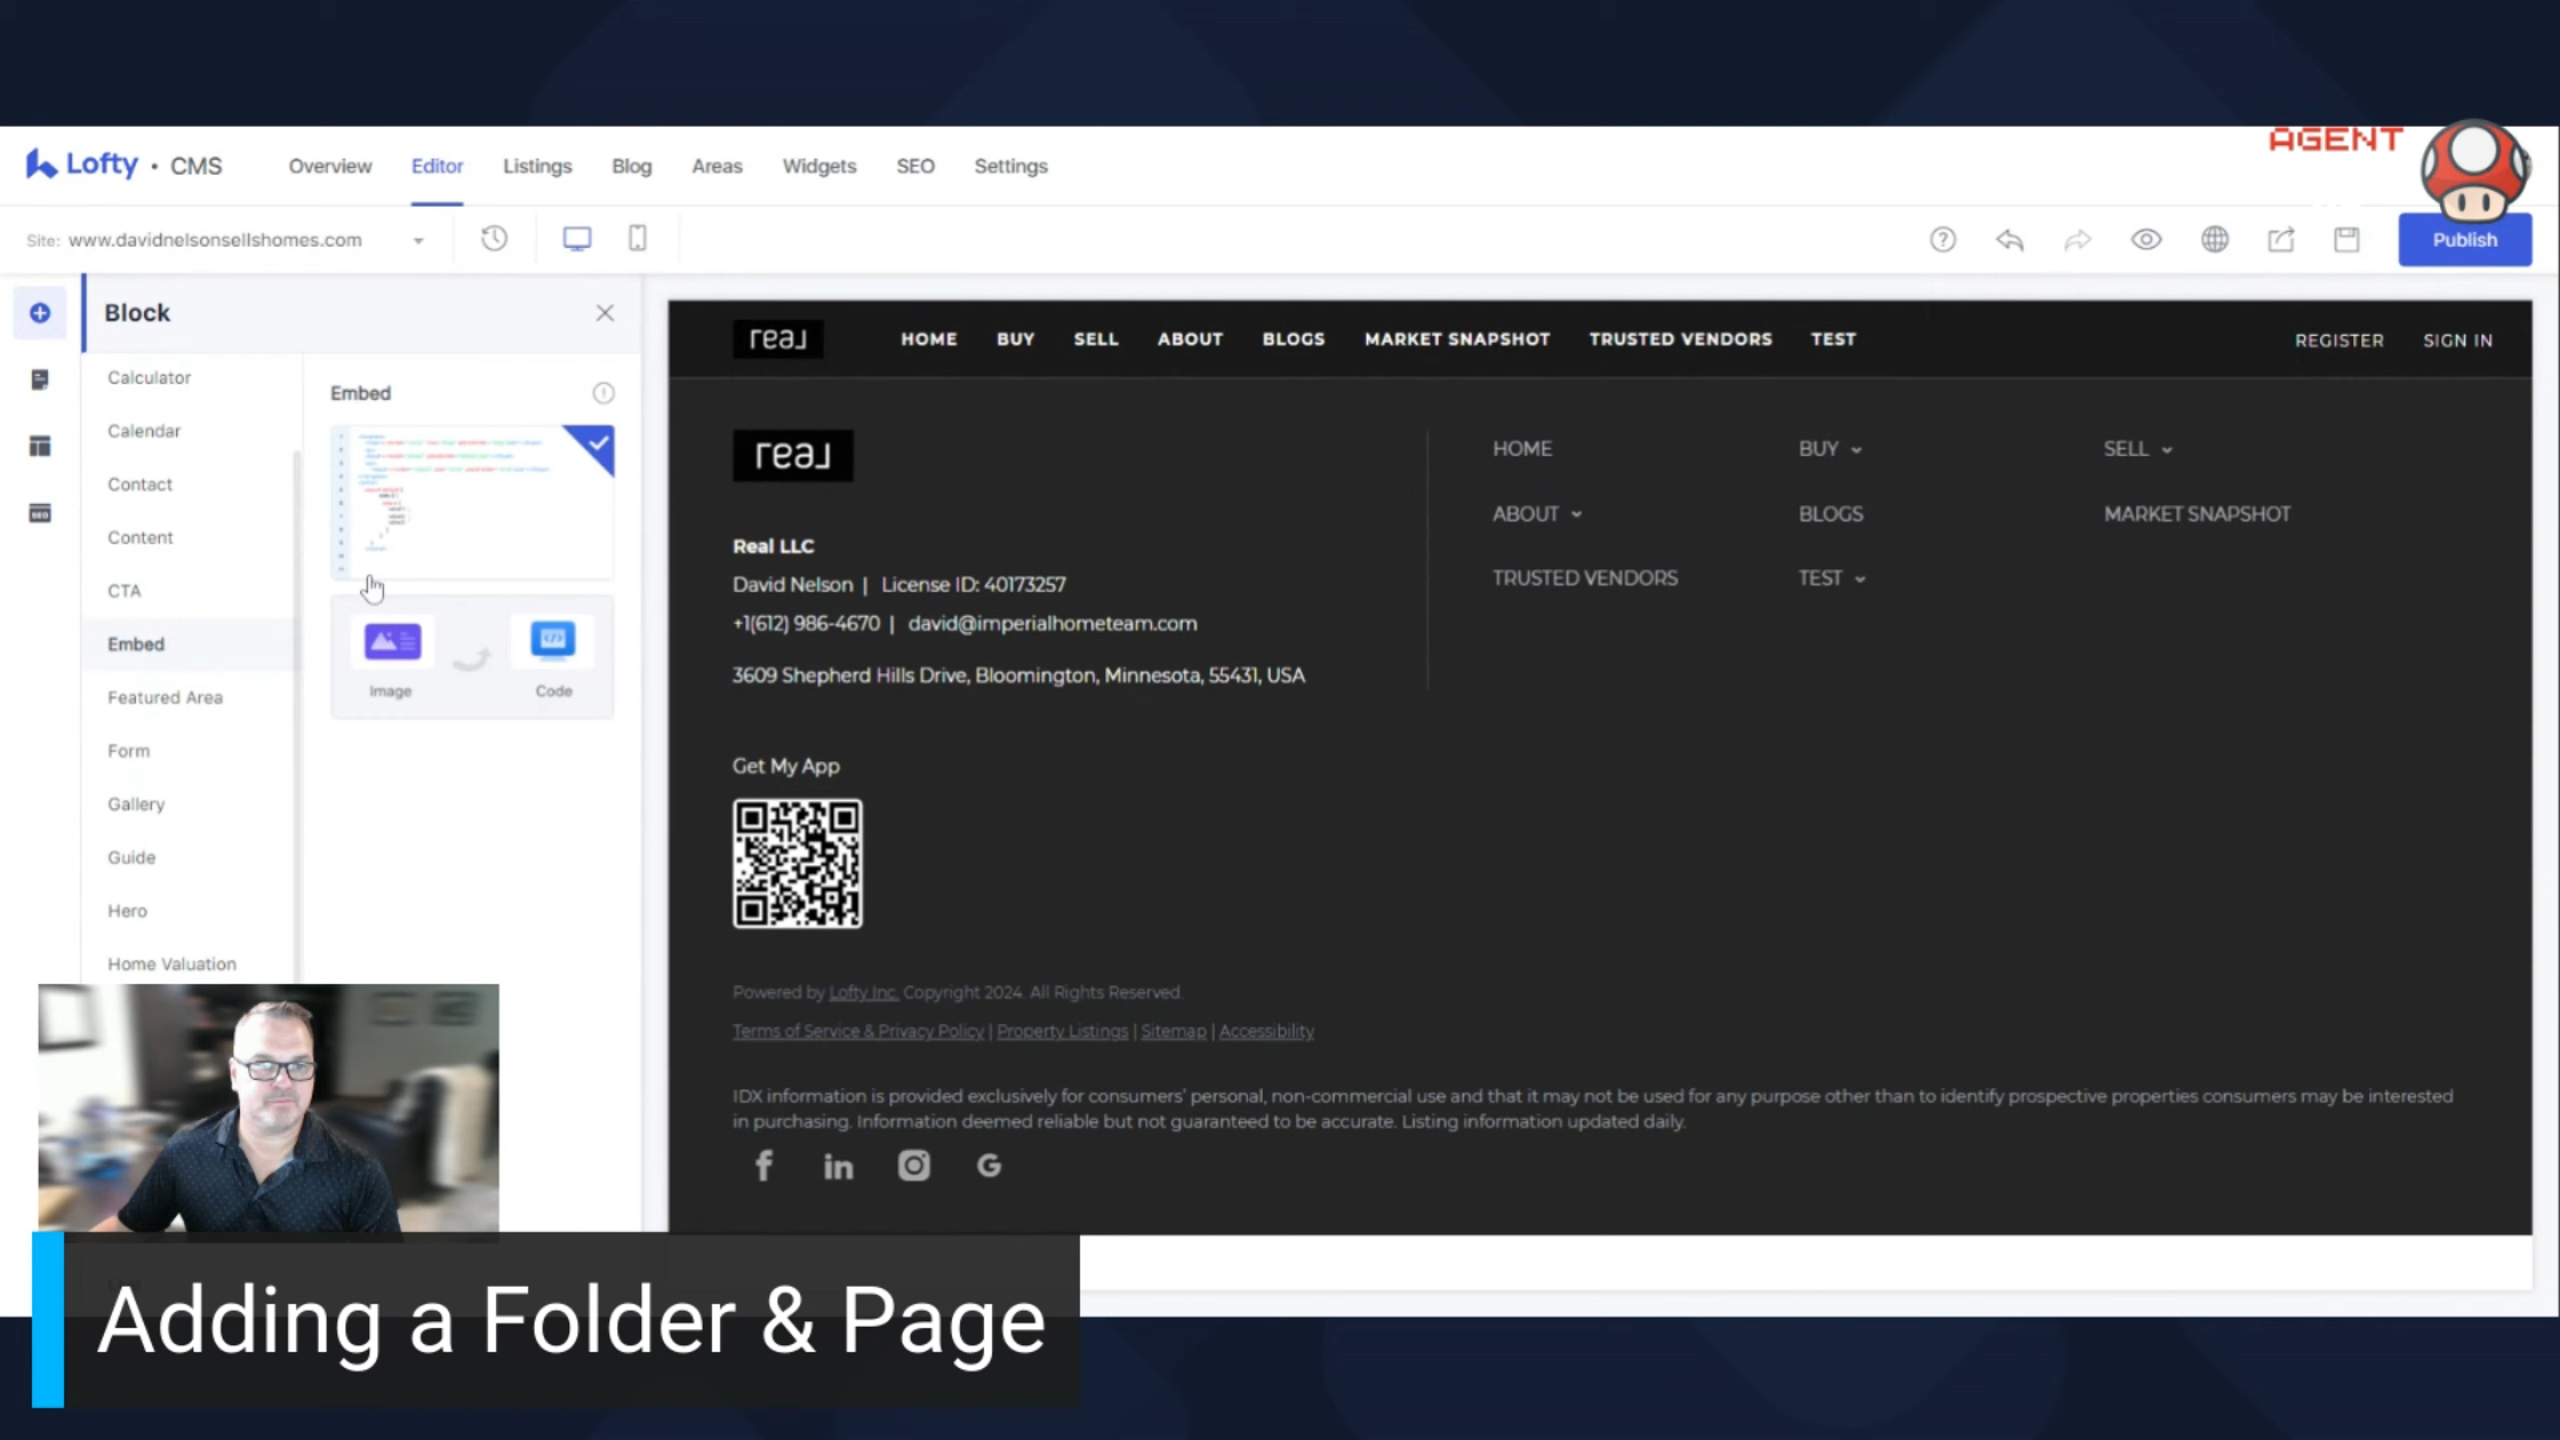 AGENT
Lofty · CMS Overview Editor Listings Blog Areas Widgets SEO Settings
Site: www.davidnelsonsellshomes.com
Publish
Block
Calculator
Calendar
Contact
Content
CTA
Embed
Featured Area
Form
Gallery
Guide
Hero
Home Valuation
Embed
Image
Code
SEO
real HOME BUY SELL ABOUT BLOGS MARKET SNAPSHOT TRUSTED VENDORS TEST REGISTER SIGN IN
real
Real LLC
David Nelson | License ID: 40173257
+1(612) 986-4670 | david@imperialhometeam.com
3609 Shepherd Hills Drive, Bloomington, Minnesota, 55431, USA
HOME BUY SELL
ABOUT BLOGS MARKET SNAPSHOT
TRUSTED VENDORS TEST
Get My App
Powered by Lofty Inc. Copyright 2024. All Rights Reserved.
Terms of Service & Privacy Policy | Property Listings | Sitemap | Accessibility
IDX information is provided exclusively for consumers' personal, non-commercial use and that it may not be used for any purpose other than to identify prospective properties consumers may be interested
in purchasing. Information deemed reliable but not guaranteed to be accurate. Listing information updated daily.
Adding a Folder & Page